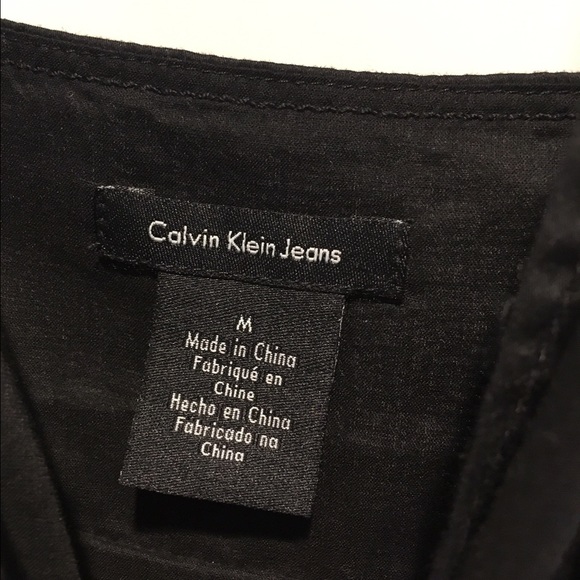 Calvin Klein Jeans
M
Made in China
Fabriqué en
Chine
Hecho en China
Fabricado na
China